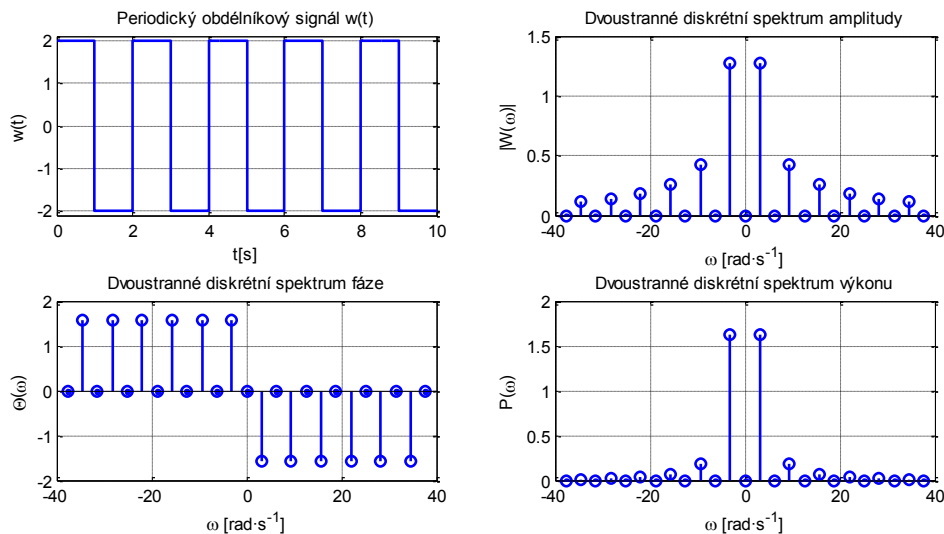 Periodický obdélníkový signál w(t)
w(t)
2
1
0
-1
-2
0 2 4 6 8 10
t[s]
Dvoustranné diskrétní spektrum amplitudy
|W(ω)|
1.5
1
0.5
0
-40 -20 0 20 40
ω [rad·s⁻¹]
Dvoustranné diskrétní spektrum fáze
Θ(ω)
2
1
0
-1
-2
-40 -20 0 20 40
ω [rad·s⁻¹]
Dvoustranné diskrétní spektrum výkonu
P(ω)
2
1.5
1
0.5
0
-40 -20 0 20 40
ω [rad·s⁻¹]